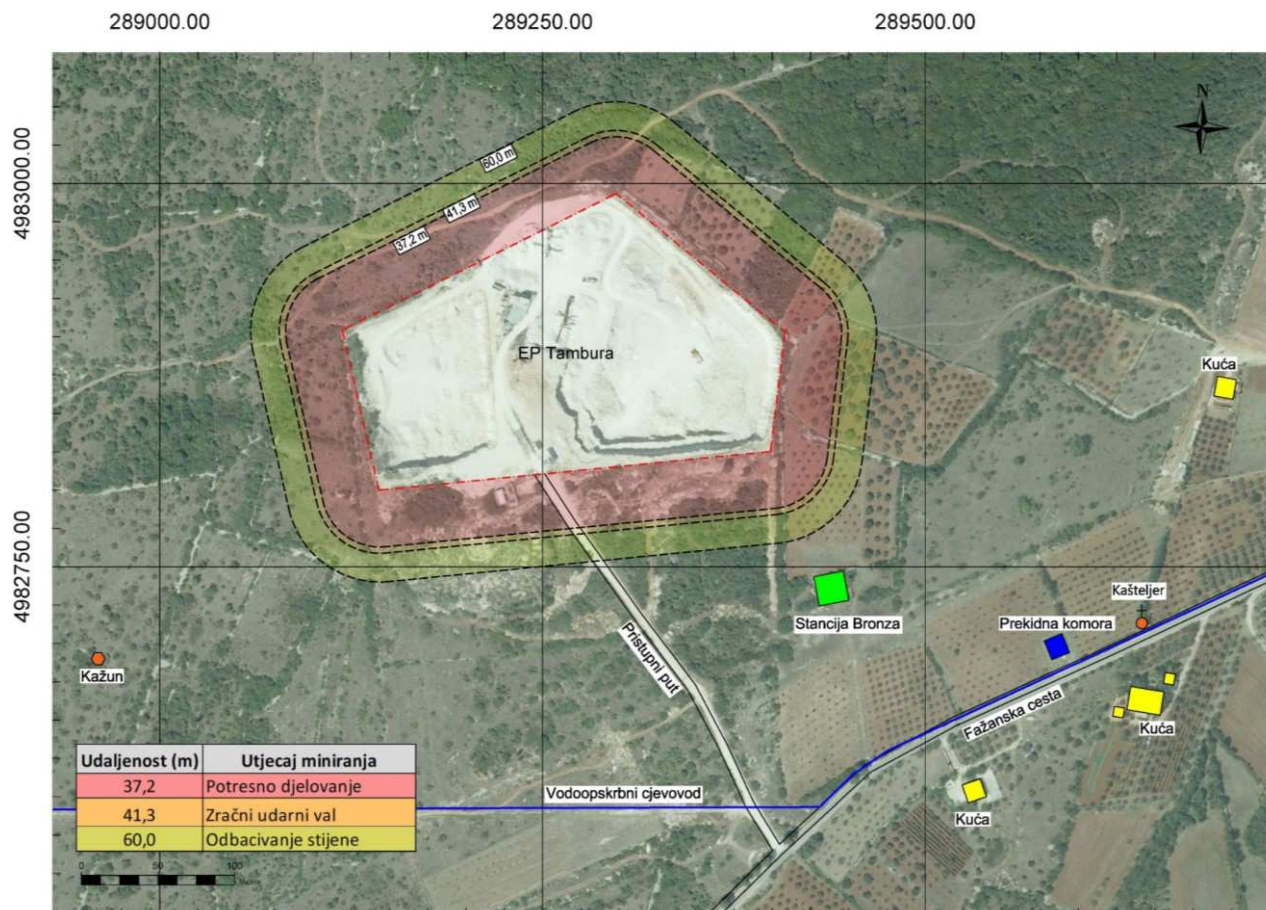 289000.00 289250.00 289500.00
4983000.00
4982750.00
N
60,0 m
41,3 m
37,2 m
EP Tambura
Kuća
Stancija Bronza
Prekidna komora
Kašteljer
Kažun
Pristupni put
Fažanska cesta
Kuća
Vodoopskrbni cjevovod
Kuća
Udaljenost (m) Utjecaj miniranja
37,2 Potresno djelovanje
41,3 Zračni udarni val
60,0 Odbacivanje stijene
0 50 100